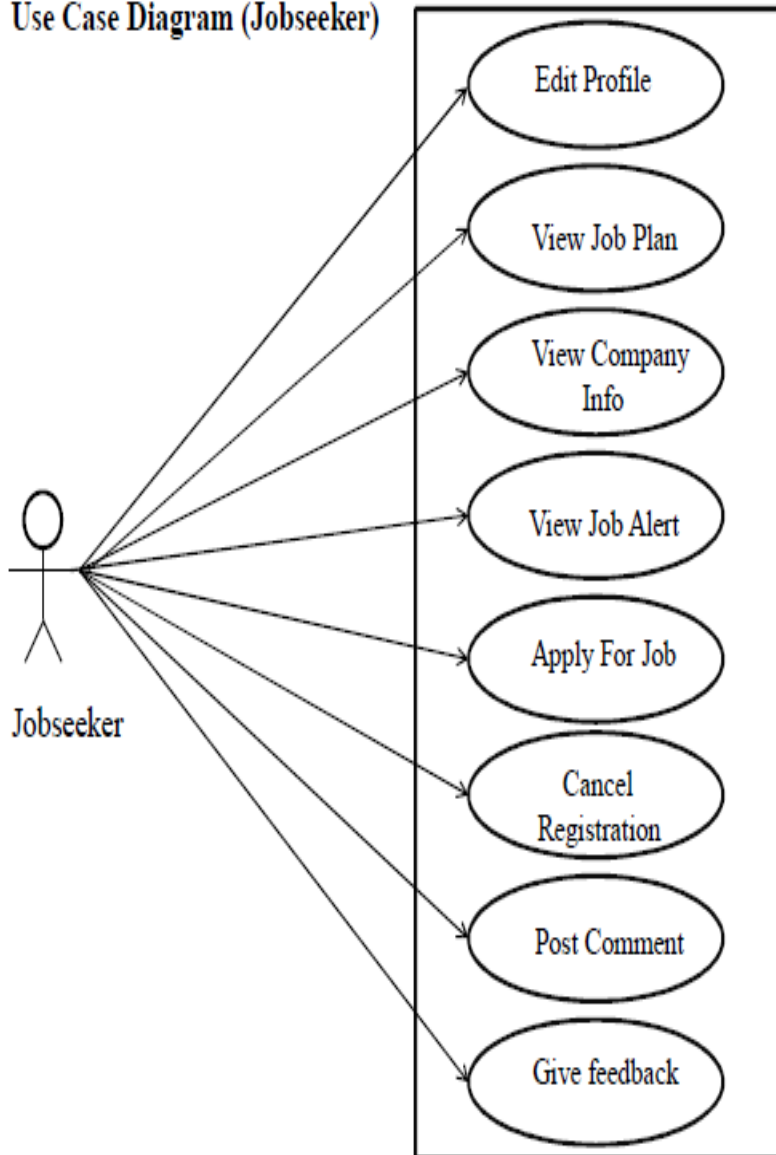 Use Case Diagram (Jobseeker)
Edit Profile
View Job Plan
View Company
Info
View Job Alert
Apply For Job
Jobseeker
Cancel
Registration
Post Comment
Give feedback